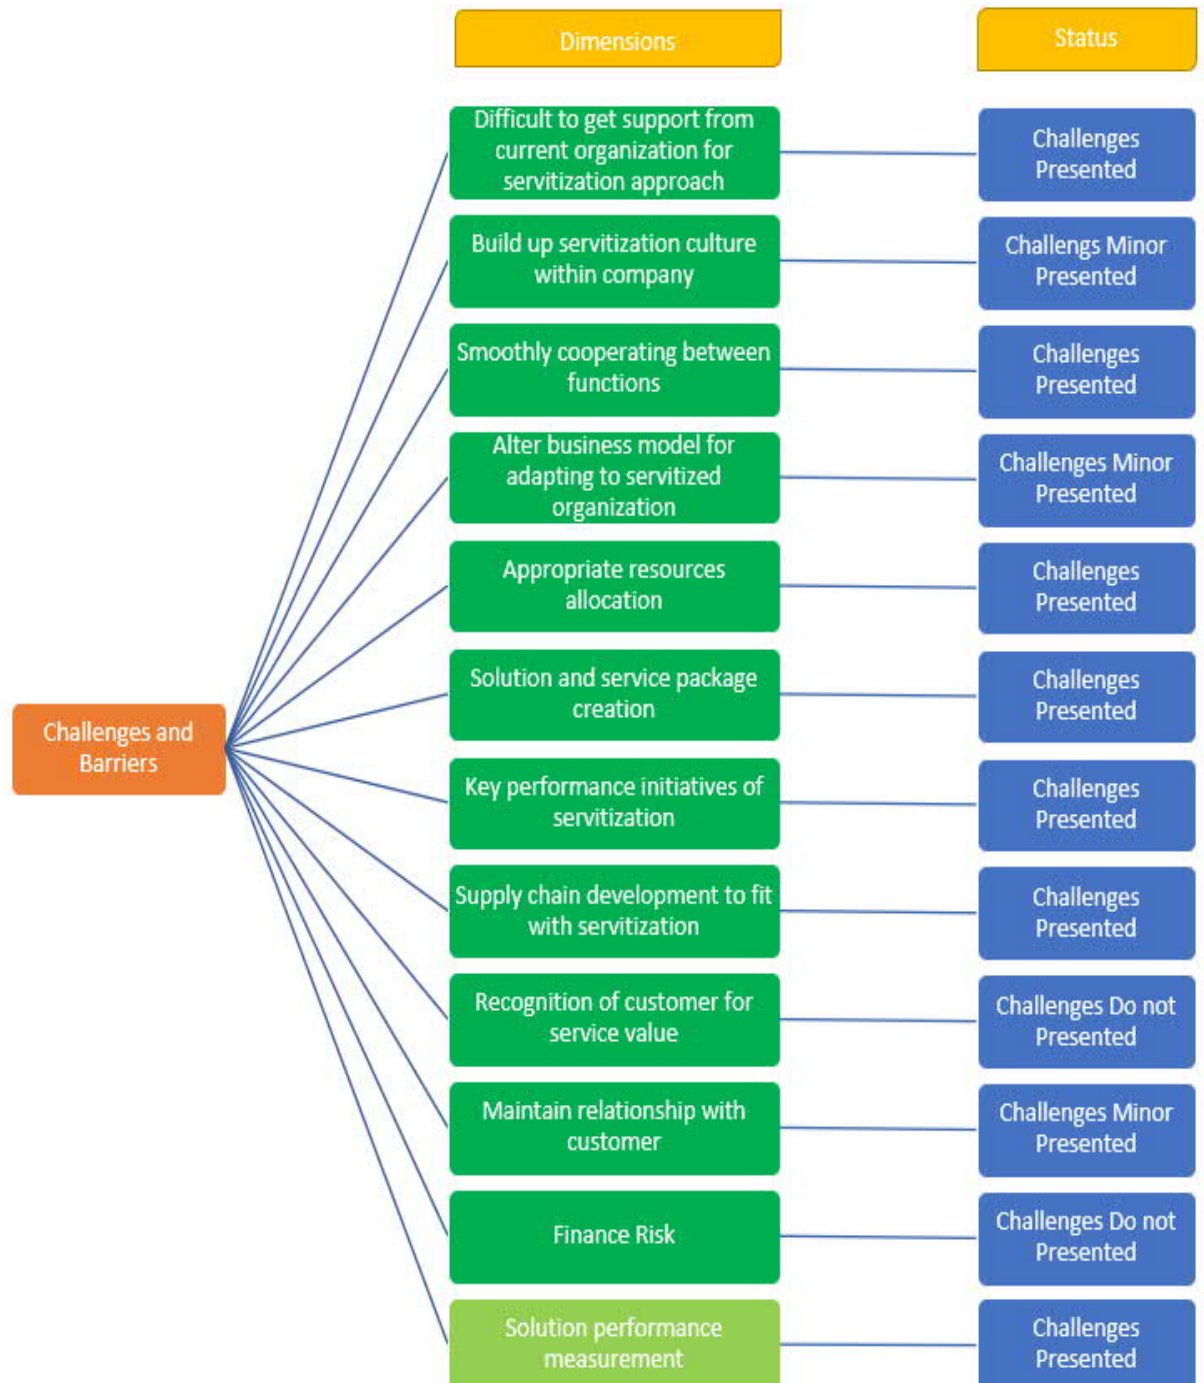 Dimensions
Status
Difficult to get support from
current organization for
servitization approach
Challenges
Presented
Build up servitization culture
within company
Challengs Minor
Presented
Smoothly cooperating between
functions
Challenges
Presented
Alter business model for
adapting to servitized
organization
Challenges Minor
Presented
Appropriate resources
allocation
Challenges
Presented
Solution and service package
creation
Challenges
Presented
Challenges and
Barriers
Key performance initiatives of
servitization
Challenges
Presented
Supply chain development to fit
with servitization
Challenges
Presented
Recognition of customer for
service value
Challenges Do not
Presented
Maintain relationship with
customer
Challenges Minor
Presented
Finance Risk
Challenges Do not
Presented
Solution performance
measurement
Challenges
Presented